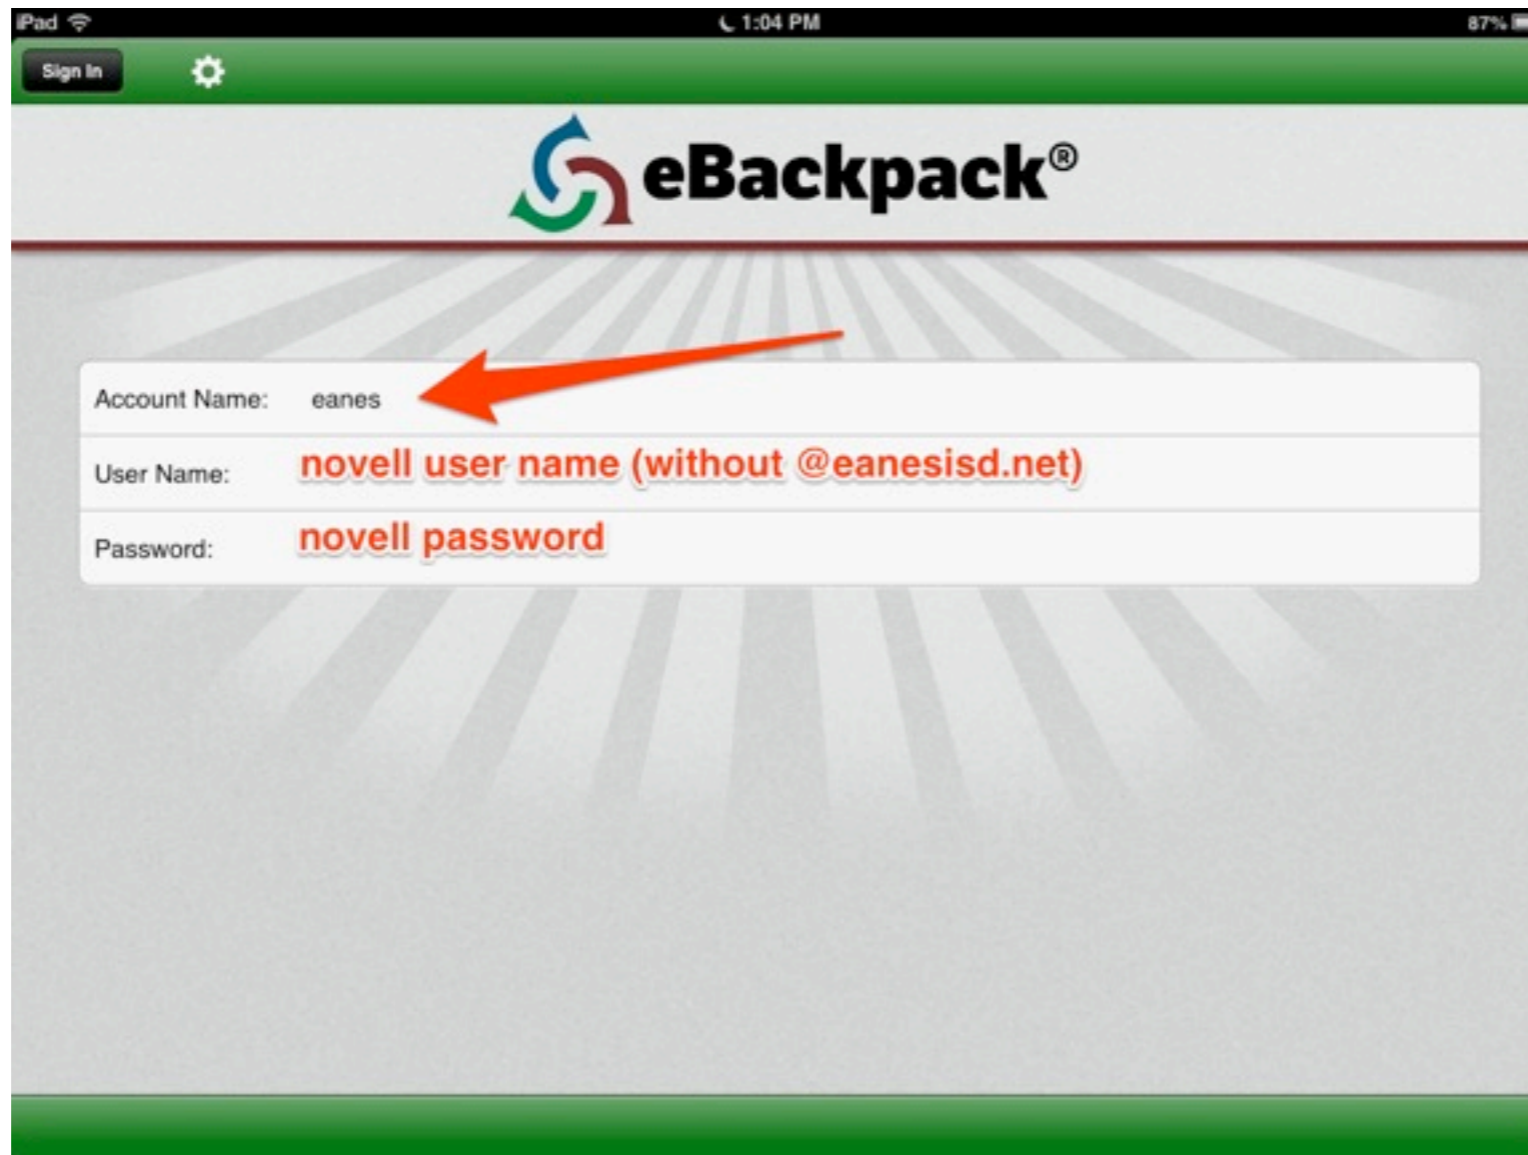 iPad 1:04 PM 87%
Sign In
eBackpack®
Account Name: eanes
User Name: novell user name (without @eanesisd.net)
Password: novell password